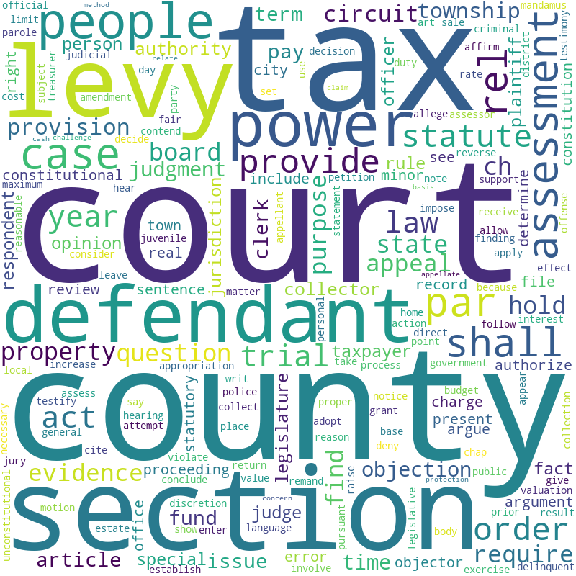 official method mandamus
limit people term circuit township art sale criminal
parole person pay decision affirm
judicial authority city duty rate testimony
right day officer district
cost subject treasurer party use allege assessor
amendment fair set claim
levy tax rel plaintiff constitution
provision decide contend power statute
case board provide ch reverse
constitutional judgment include rule see support
maximum hear minor note determine
reasonable petition statement
respondent year town clerk purpose law impose receive assessment
opinion juvenile real appellant state finding allow offense
consider leave jurisdiction appeal apply effect
review sentence matter collector record file
court
defendant personal home par hold
action direct follow because interest
property question trial taxpayer point shall
local increase appropriation take process government authorize
assess statutory writ police legislature budget appear
act testify say collect proper notice charge present collection
necessary general hearing attempt place adopt grant base deny argue
county
section
jury cite violate reason chap public
evidence proceeding conclude find objection fact
unconstitutional return value remand pursuant give valuation
motion discretion raise legislative argument
estate office show enter judge concern protection body prior result
fund language error time objector order
article establish special issue involve exercise require delinquent